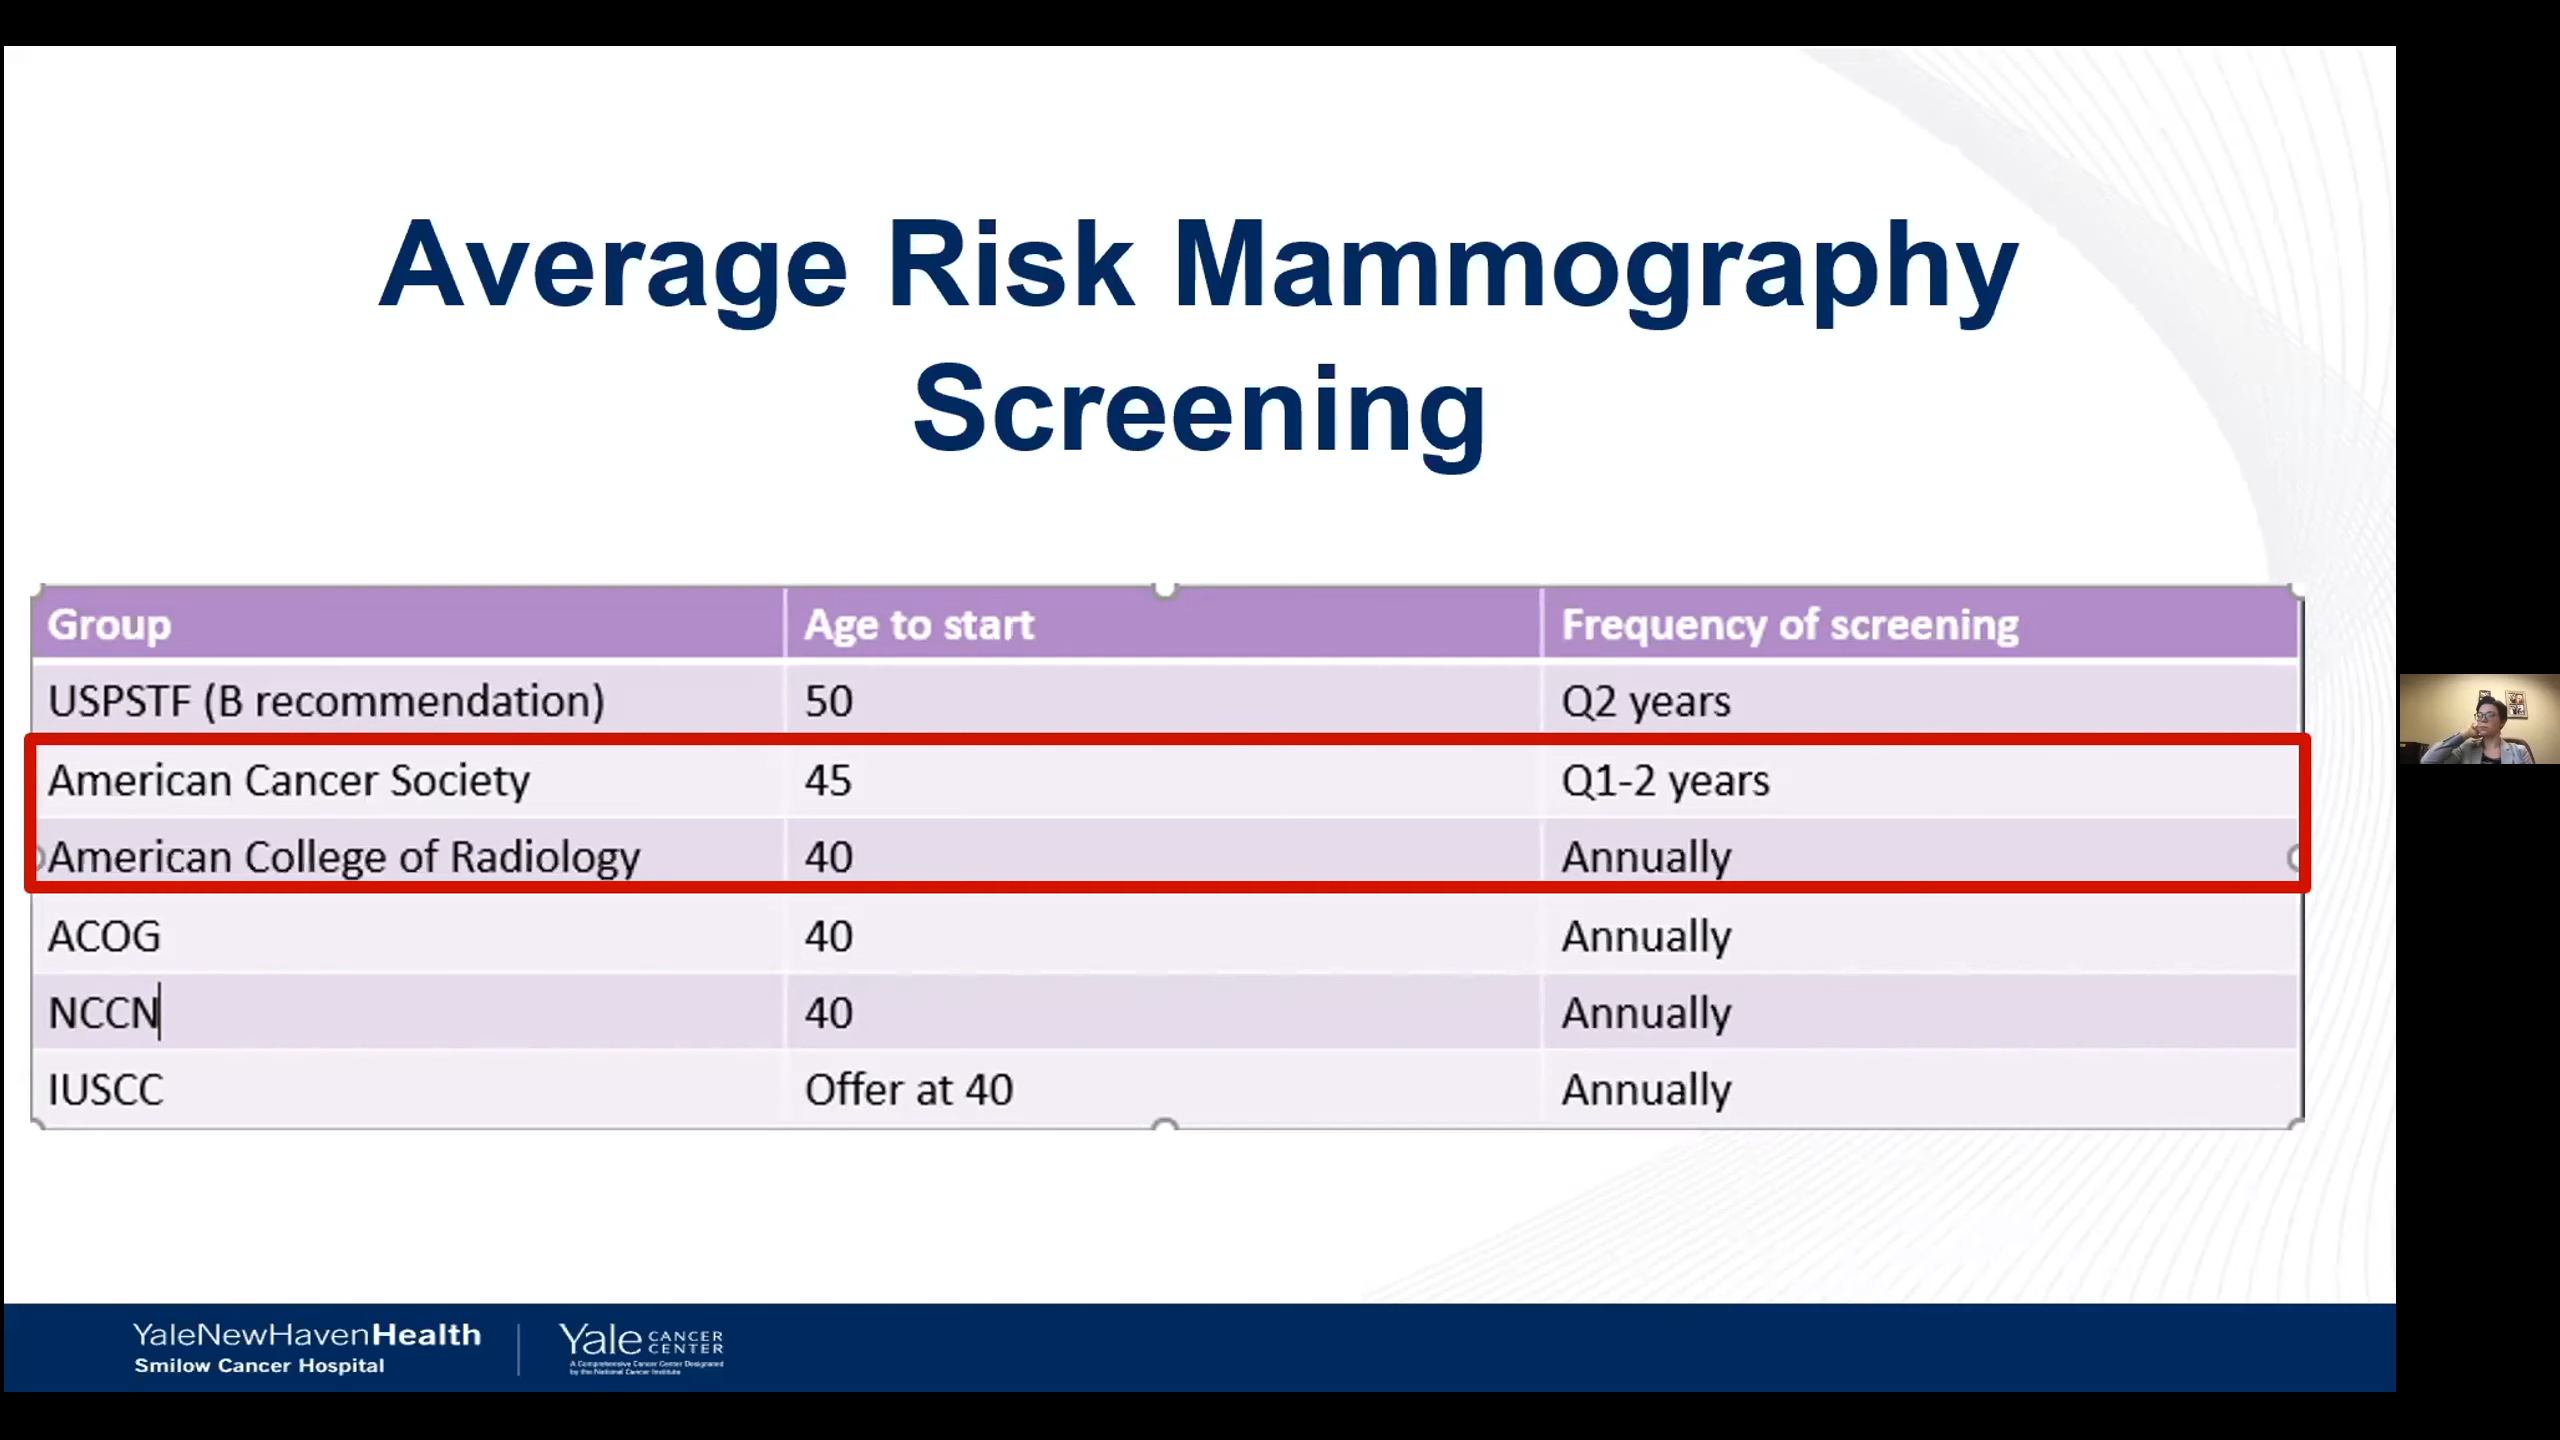 Average Risk Mammography
Screening
Group Age to start Frequency of screening
USPSTF (B recommendation) 50 Q2 years
American Cancer Society 45 Q1-2 years
American College of Radiology 40 Annually
ACOG 40 Annually
NCCN 40 Annually
IUSCC Offer at 40 Annually
YaleNewHavenHealth
Smilow Cancer Hospital
Yale CANCER CENTER
A Comprehensive Cancer Center Designated
by the National Cancer Institute